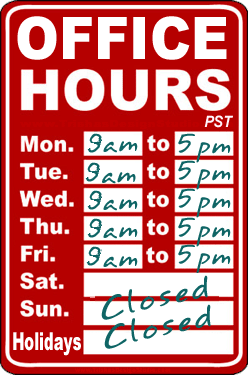 OFFICE
HOURS
PST
Mon. 9am to 5pm
Tue. 9am to 5pm
Wed. 9am to 5pm
Thu. 9am to 5pm
Fri. 9am to 5pm
Sat.
Sun. Closed
Holidays Closed